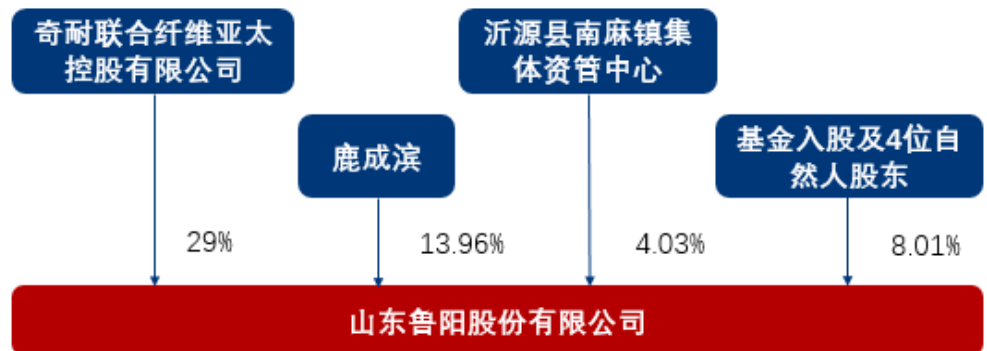 奇耐联合纤维亚太
控股有限公司
沂源县南麻镇集
体资管中心
鹿成滨
基金入股及4位自
然人股东
29%
13.96%
4.03%
8.01%
山东鲁阳股份有限公司